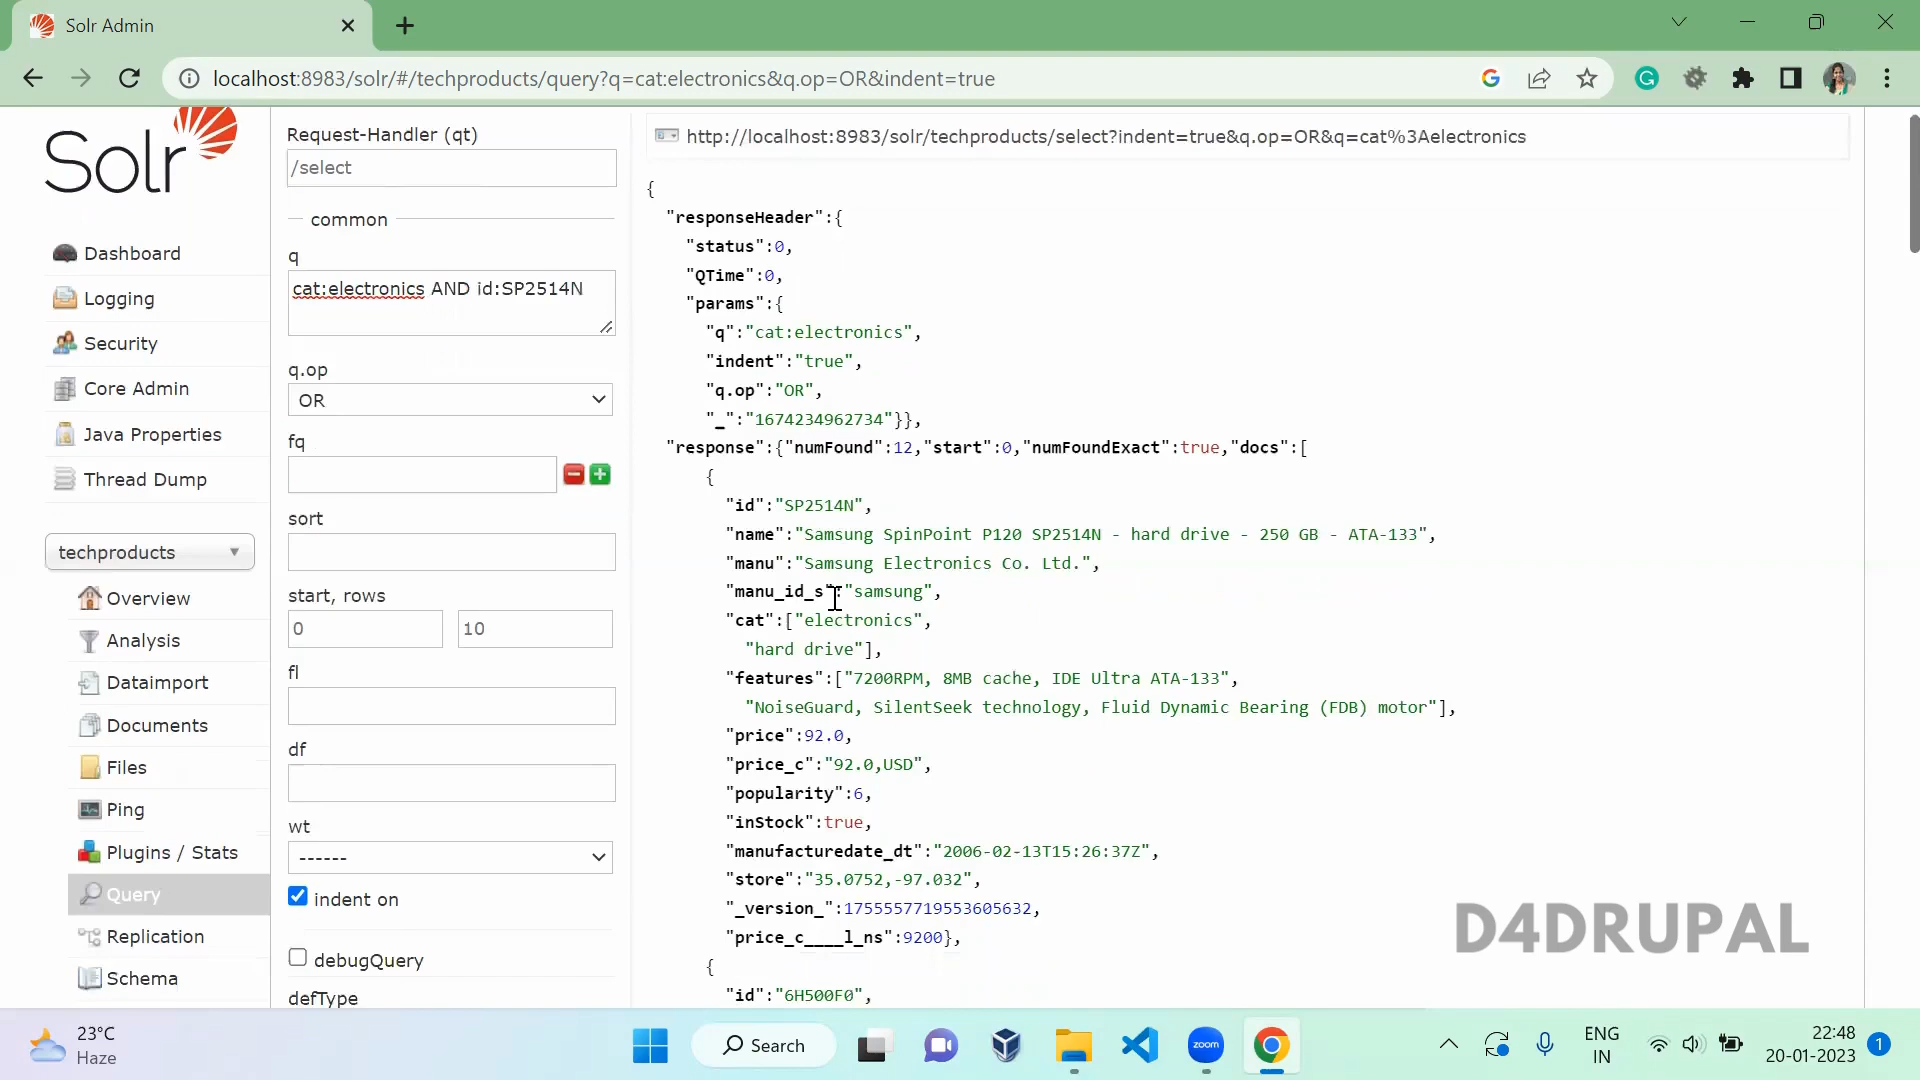 Solr Admin
localhost:8983/solr/#/techproducts/query?q=cat:electronics&q.op=OR&indent=true
Solr
Dashboard
Logging
Security
Core Admin
Java Properties
Thread Dump
techproducts
Overview
Analysis
Dataimport
Documents
Files
Ping
Plugins / Stats
Query
Replication
Schema
Request-Handler (qt)
/select
common
q
cat:electronics AND id:SP2514N
q.op
OR
fq
sort
start, rows
0 10
fl
df
wt
------
indent on
debugQuery
defType
http://localhost:8983/solr/techproducts/select?indent=true&q.op=OR&q=cat%3Aelectronics
{
"responseHeader":{
"status":0,
"QTime":0,
"params":{
"q":"cat:electronics",
"indent":"true",
"q.op":"OR",
"_":"1674234962734"}},
"response":{"numFound":12,"start":0,"numFoundExact":true,"docs":[
{
"id":"SP2514N",
"name":"Samsung SpinPoint P120 SP2514N - hard drive - 250 GB - ATA-133",
"manu":"Samsung Electronics Co. Ltd.",
"manu_id_s":"samsung",
"cat":["electronics",
"hard drive"],
"features":["7200RPM, 8MB cache, IDE Ultra ATA-133",
"NoiseGuard, SilentSeek technology, Fluid Dynamic Bearing (FDB) motor"],
"price":92.0,
"price_c":"92.0,USD",
"popularity":6,
"inStock":true,
"manufacturedate_dt":"2006-02-13T15:26:37Z",
"store":"35.0752,-97.032",
"_version_":1755557719553605632,
"price_c____l_ns":9200},
{
"id":"6H500F0",
D4DRUPAL
23°C
Haze
Search
zoom
ENG
IN
22:48
20-01-2023
1